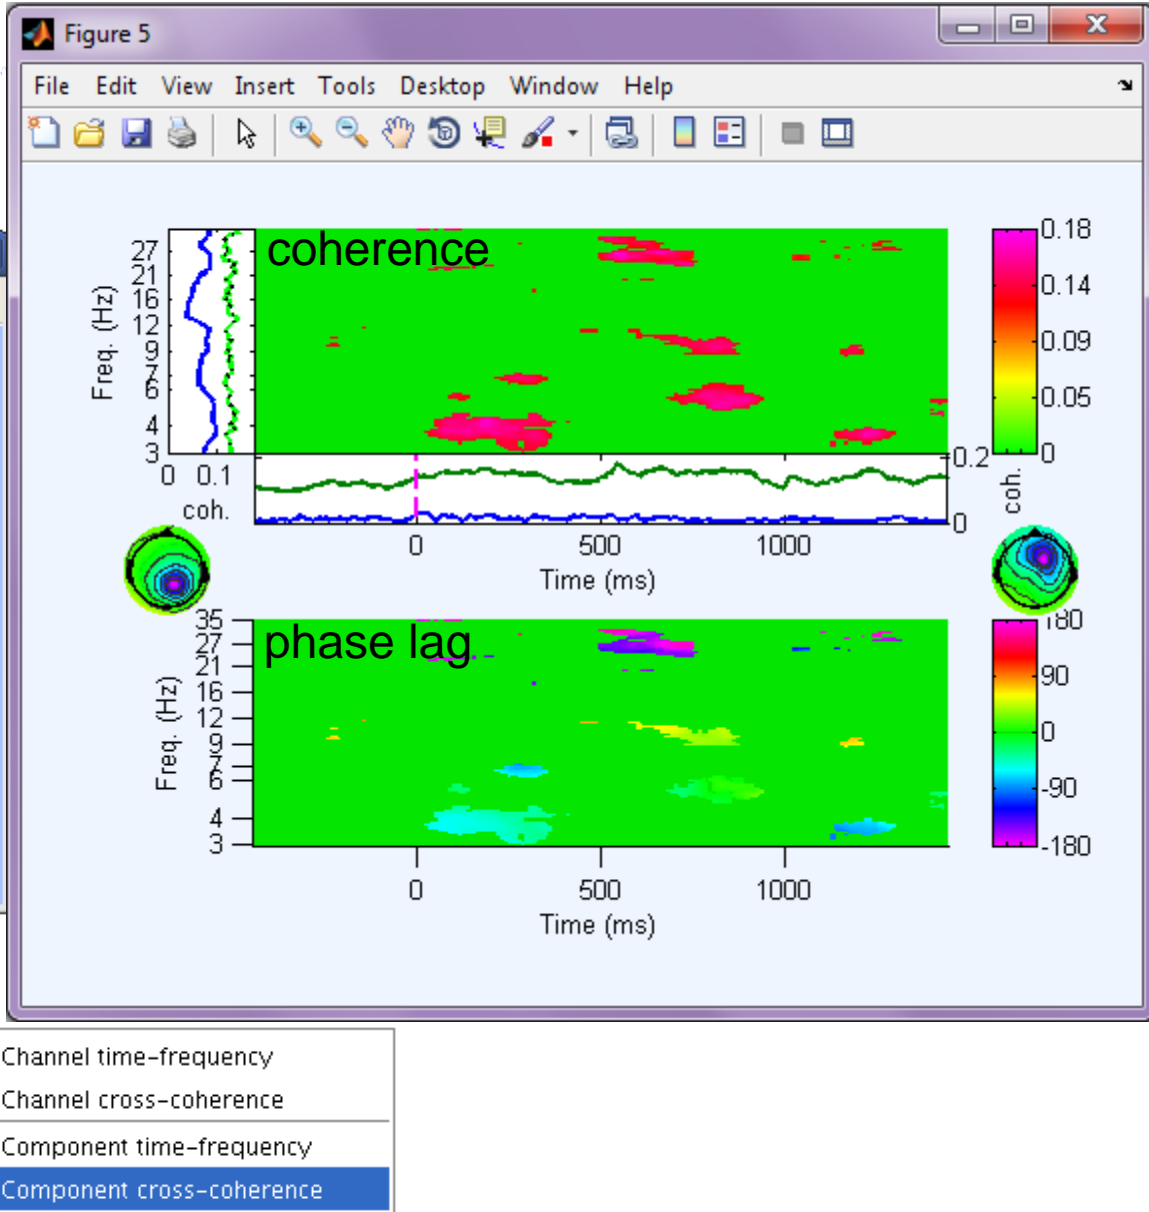 Figure 5
File Edit View Insert Tools Desktop Window Help
coherence
27
21
16
12
9
7
6
4
3
Freq. (Hz)
0 0.1
coh.
0.18
0.14
0.09
0.05
0
0.2
0
coh.
0 500 1000
Time (ms)
phase lag
35
27
21
16
12
9
7
6
4
3
Freq. (Hz)
180
90
0
-90
-180
0 500 1000
Time (ms)
Channel time-frequency
Channel cross-coherence
Component time-frequency
Component cross-coherence